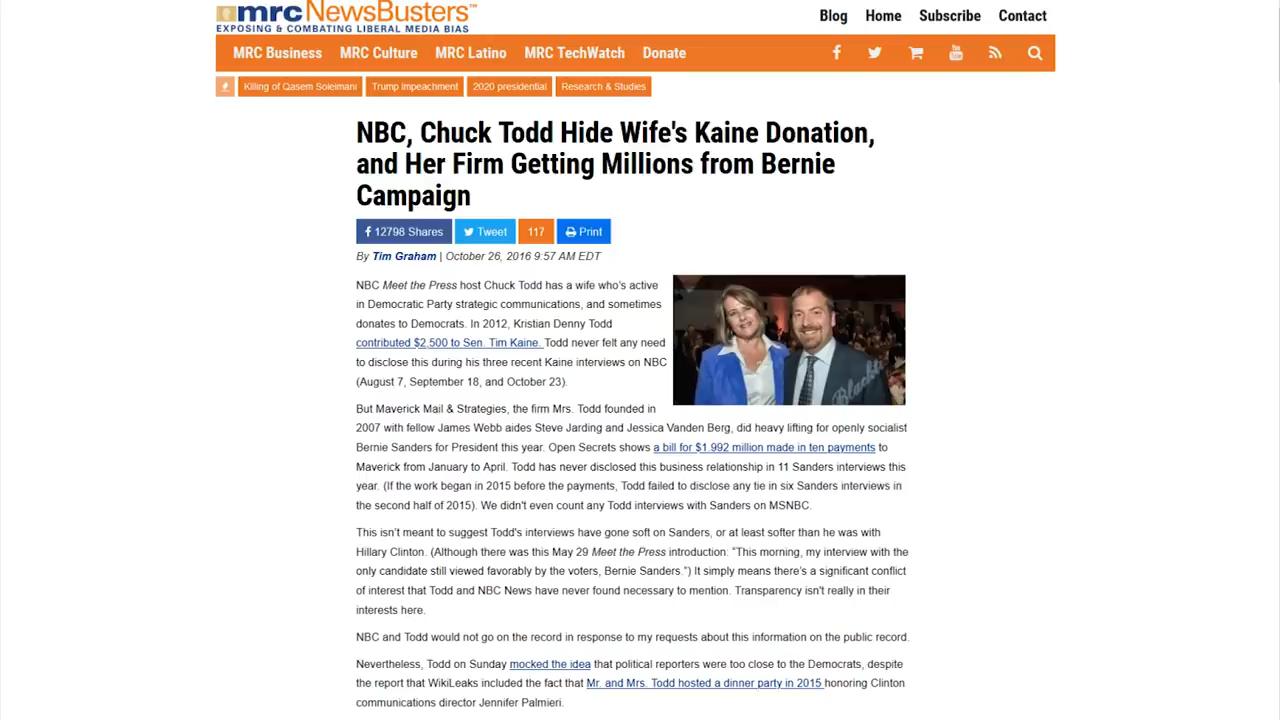 mrc NewsBusters™
EXPOSING & COMBATING LIBERAL MEDIA BIAS
Blog Home Subscribe Contact
MRC Business MRC Culture MRC Latino MRC TechWatch Donate
Killing of Qasem Soleimani Trump impeachment 2020 presidential Research & Studies
NBC, Chuck Todd Hide Wife's Kaine Donation,
and Her Firm Getting Millions from Bernie
Campaign
12798 Shares Tweet 117 Print
By Tim Graham | October 26, 2016 9:57 AM EDT
NBC Meet the Press host Chuck Todd has a wife who's active
in Democratic Party strategic communications, and sometimes
donates to Democrats. In 2012, Kristian Denny Todd
contributed $2,500 to Sen. Tim Kaine. Todd never felt any need
to disclose this during his three recent Kaine interviews on NBC
(August 7, September 18, and October 23).
But Maverick Mail & Strategies, the firm Mrs. Todd founded in
2007 with fellow James Webb aides Steve Jarding and Jessica Vanden Berg, did heavy lifting for openly socialist
Bernie Sanders for President this year. Open Secrets shows a bill for $1.992 million made in ten payments to
Maverick from January to April. Todd has never disclosed this business relationship in 11 Sanders interviews this
year. (If the work began in 2015 before the payments, Todd failed to disclose any tie in six Sanders interviews in
the second half of 2015). We didn't even count any Todd interviews with Sanders on MSNBC.
This isn't meant to suggest Todd's interviews have gone soft on Sanders, or at least softer than he was with
Hillary Clinton. (Although there was this May 29 Meet the Press introduction: “This morning, my interview with the
only candidate still viewed favorably by the voters, Bernie Sanders.”) It simply means there's a significant conflict
of interest that Todd and NBC News have never found necessary to mention. Transparency isn't really in their
interests here.
NBC and Todd would not go on the record in response to my requests about this information on the public record.
Nevertheless, Todd on Sunday mocked the idea that political reporters were too close to the Democrats, despite
the report that WikiLeaks included the fact that Mr. and Mrs. Todd hosted a dinner party in 2015 honoring Clinton
communications director Jennifer Palmieri.